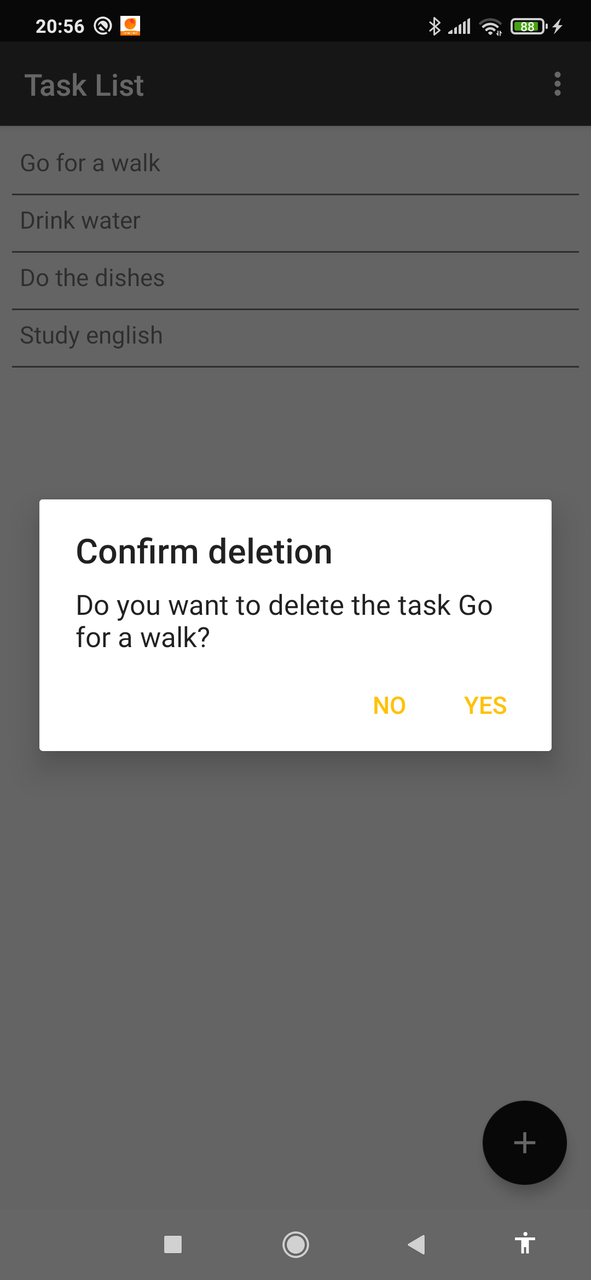 20:56
88
Task List
Go for a walk
Drink water
Do the dishes
Study english
Confirm deletion
Do you want to delete the task Go
for a walk?
NO YES